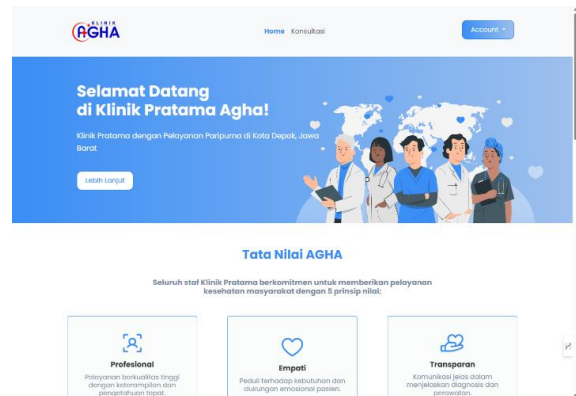 KLINIK
AGHA
Home Konsultasi
Account
Selamat Datang
di Klinik Pratama Agha!
Klinik Pratama dengan Pelayanan Paripurna di Kota Depok, Jawa
Barat
Lebih Lanjut
Tata Nilai AGHA
Seluruh staf Klinik Pratama berkomitmen untuk memberikan pelayanan
kesehatan masyarakat dengan 5 prinsip nilai:
Profesional
Pelayanan berkualitas tinggi
dengan keterampilan dan
pengetahuan tepat.
Empati
Peduli terhadap kebutuhan dan
dukungan emosional pasien.
Transparan
Komunikasi jelas dalam
menjelaskan diagnosis dan
perawatan.